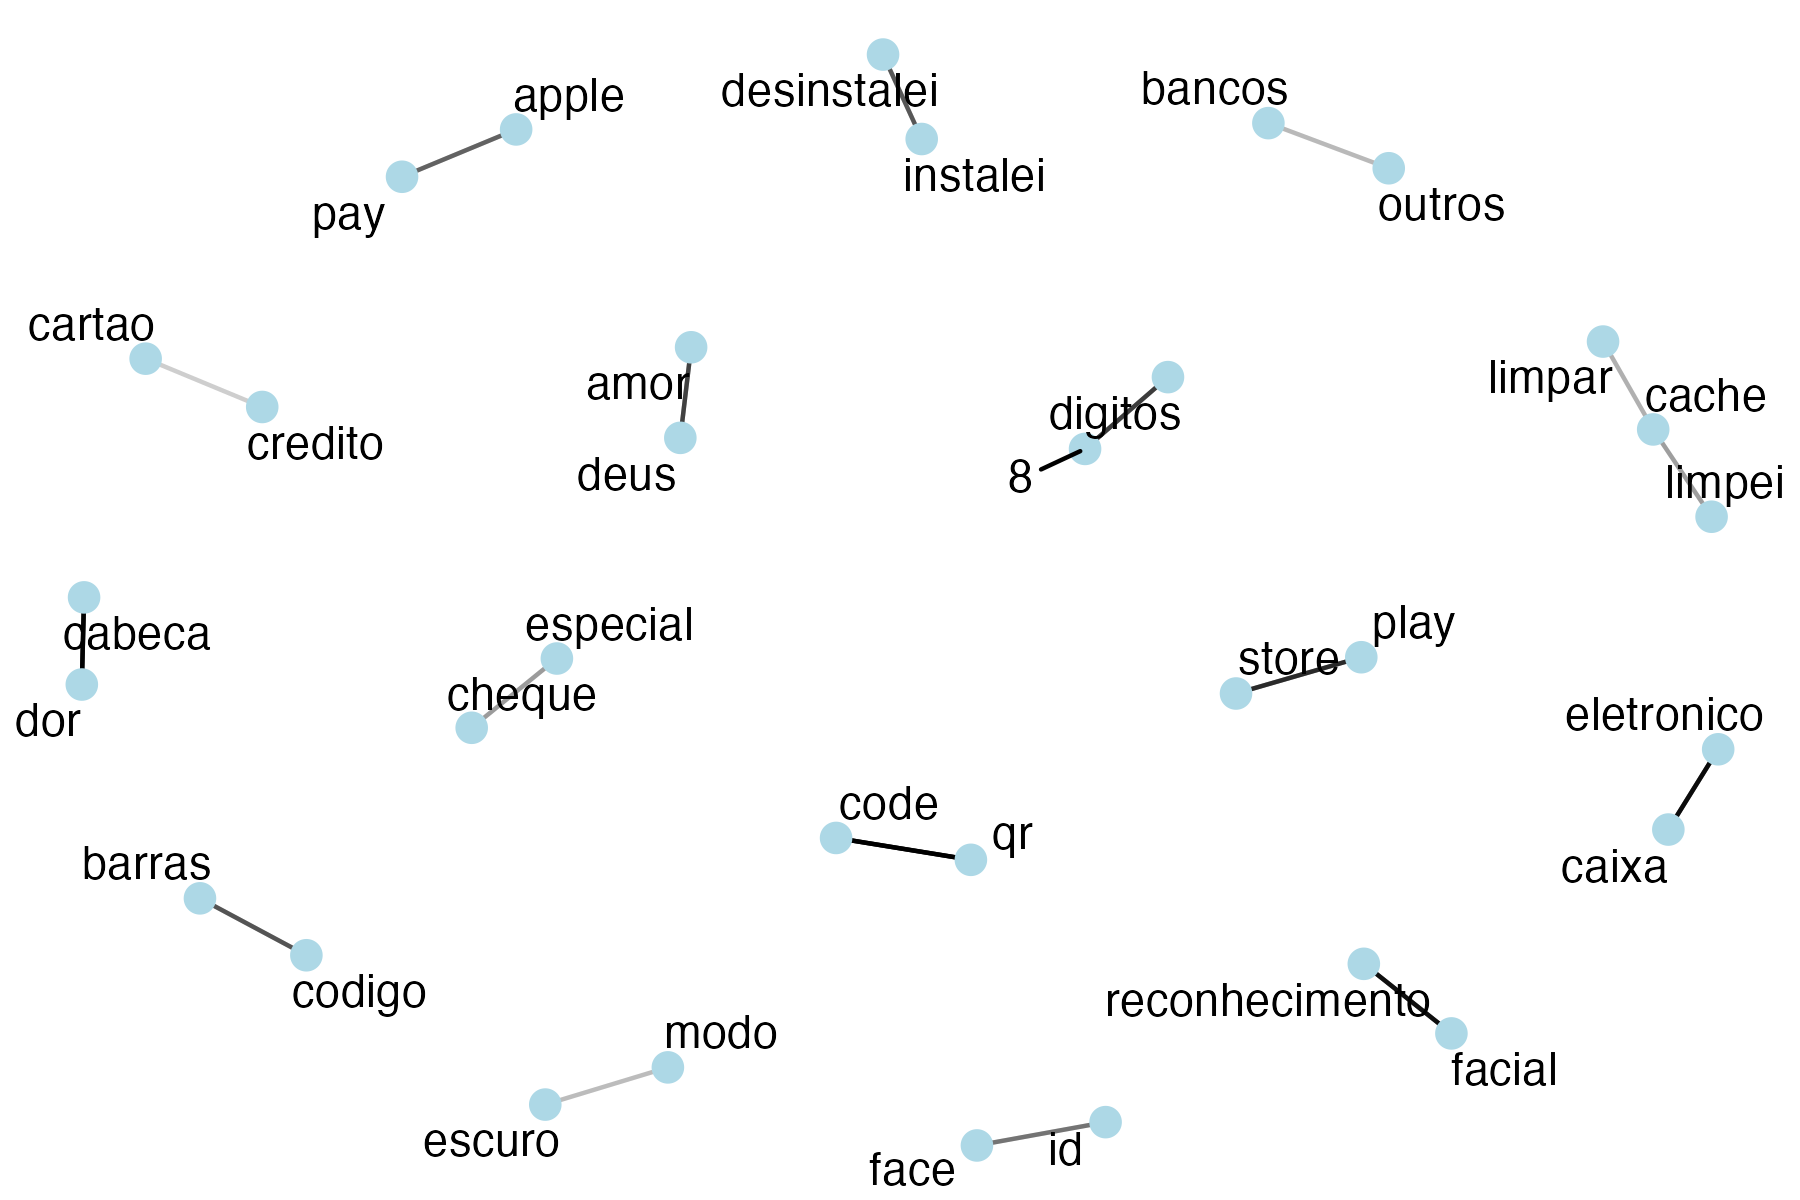 desinstalei
apple
bancos
instalei
outros
pay
cartao
amor
digitos
limpar
cache
credito
deus
8
limpei
cabeca
especial
play
store
cheque
dor
eletronico
code
qr
barras
caixa
codigo
reconhecimento
modo
facial
escuro
id
face